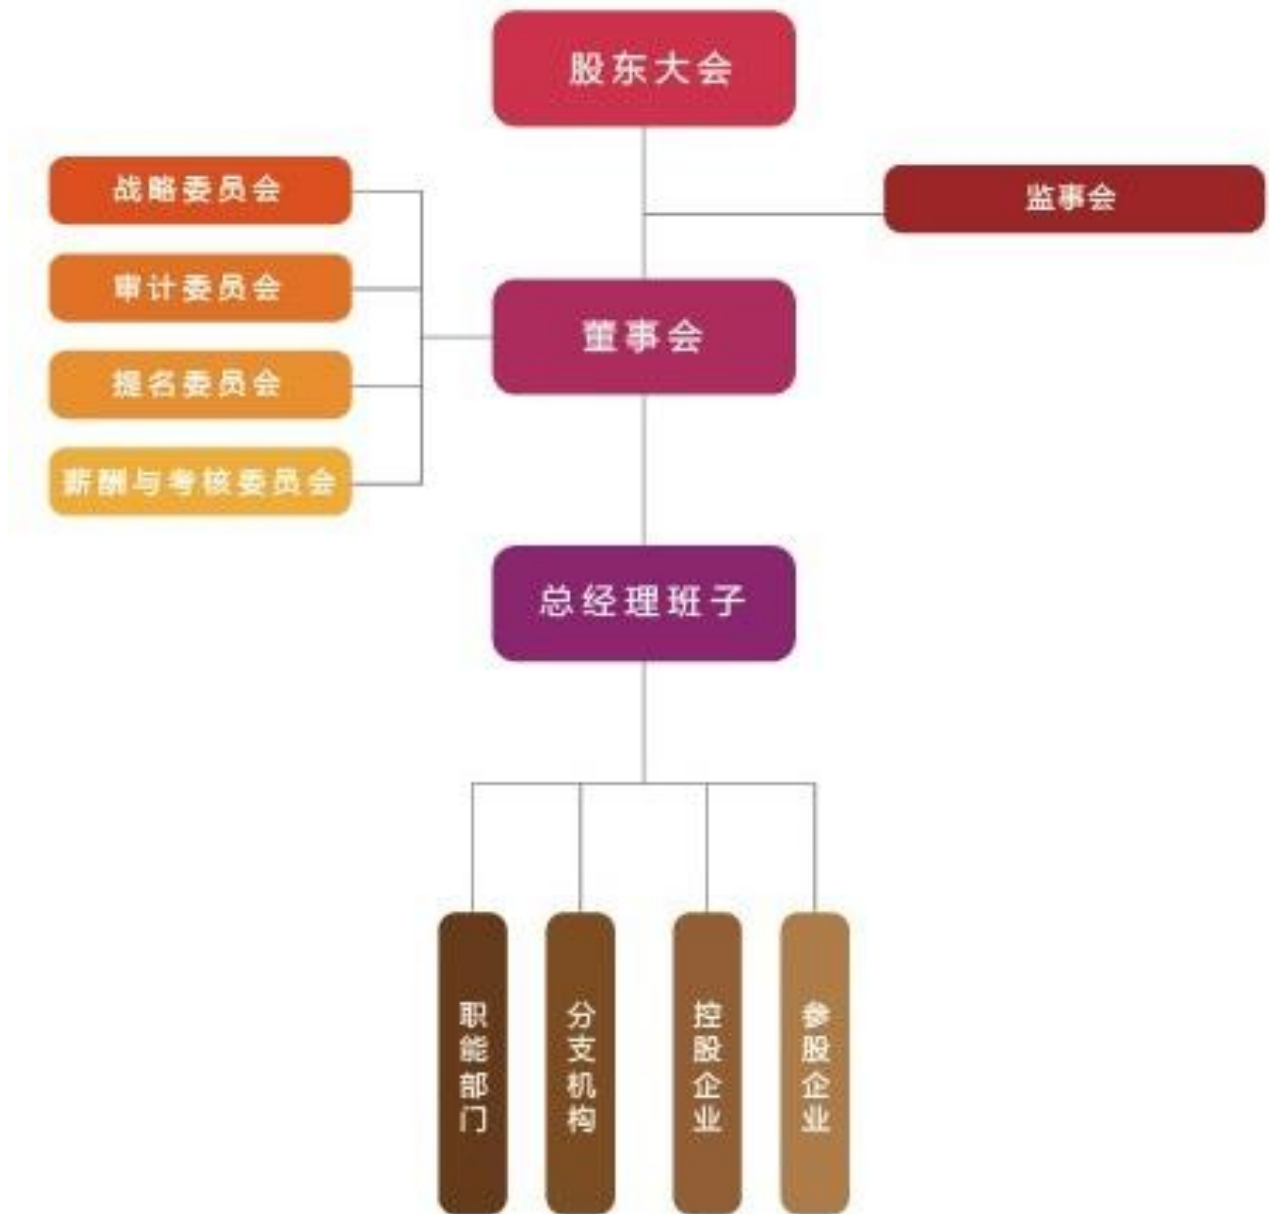 股东大会
战略委员会
监事会
审计委员会
董事会
提名委员会
薪酬与考核委员会
总经理班子
职能部门
分支机构
控股企业
参股企业